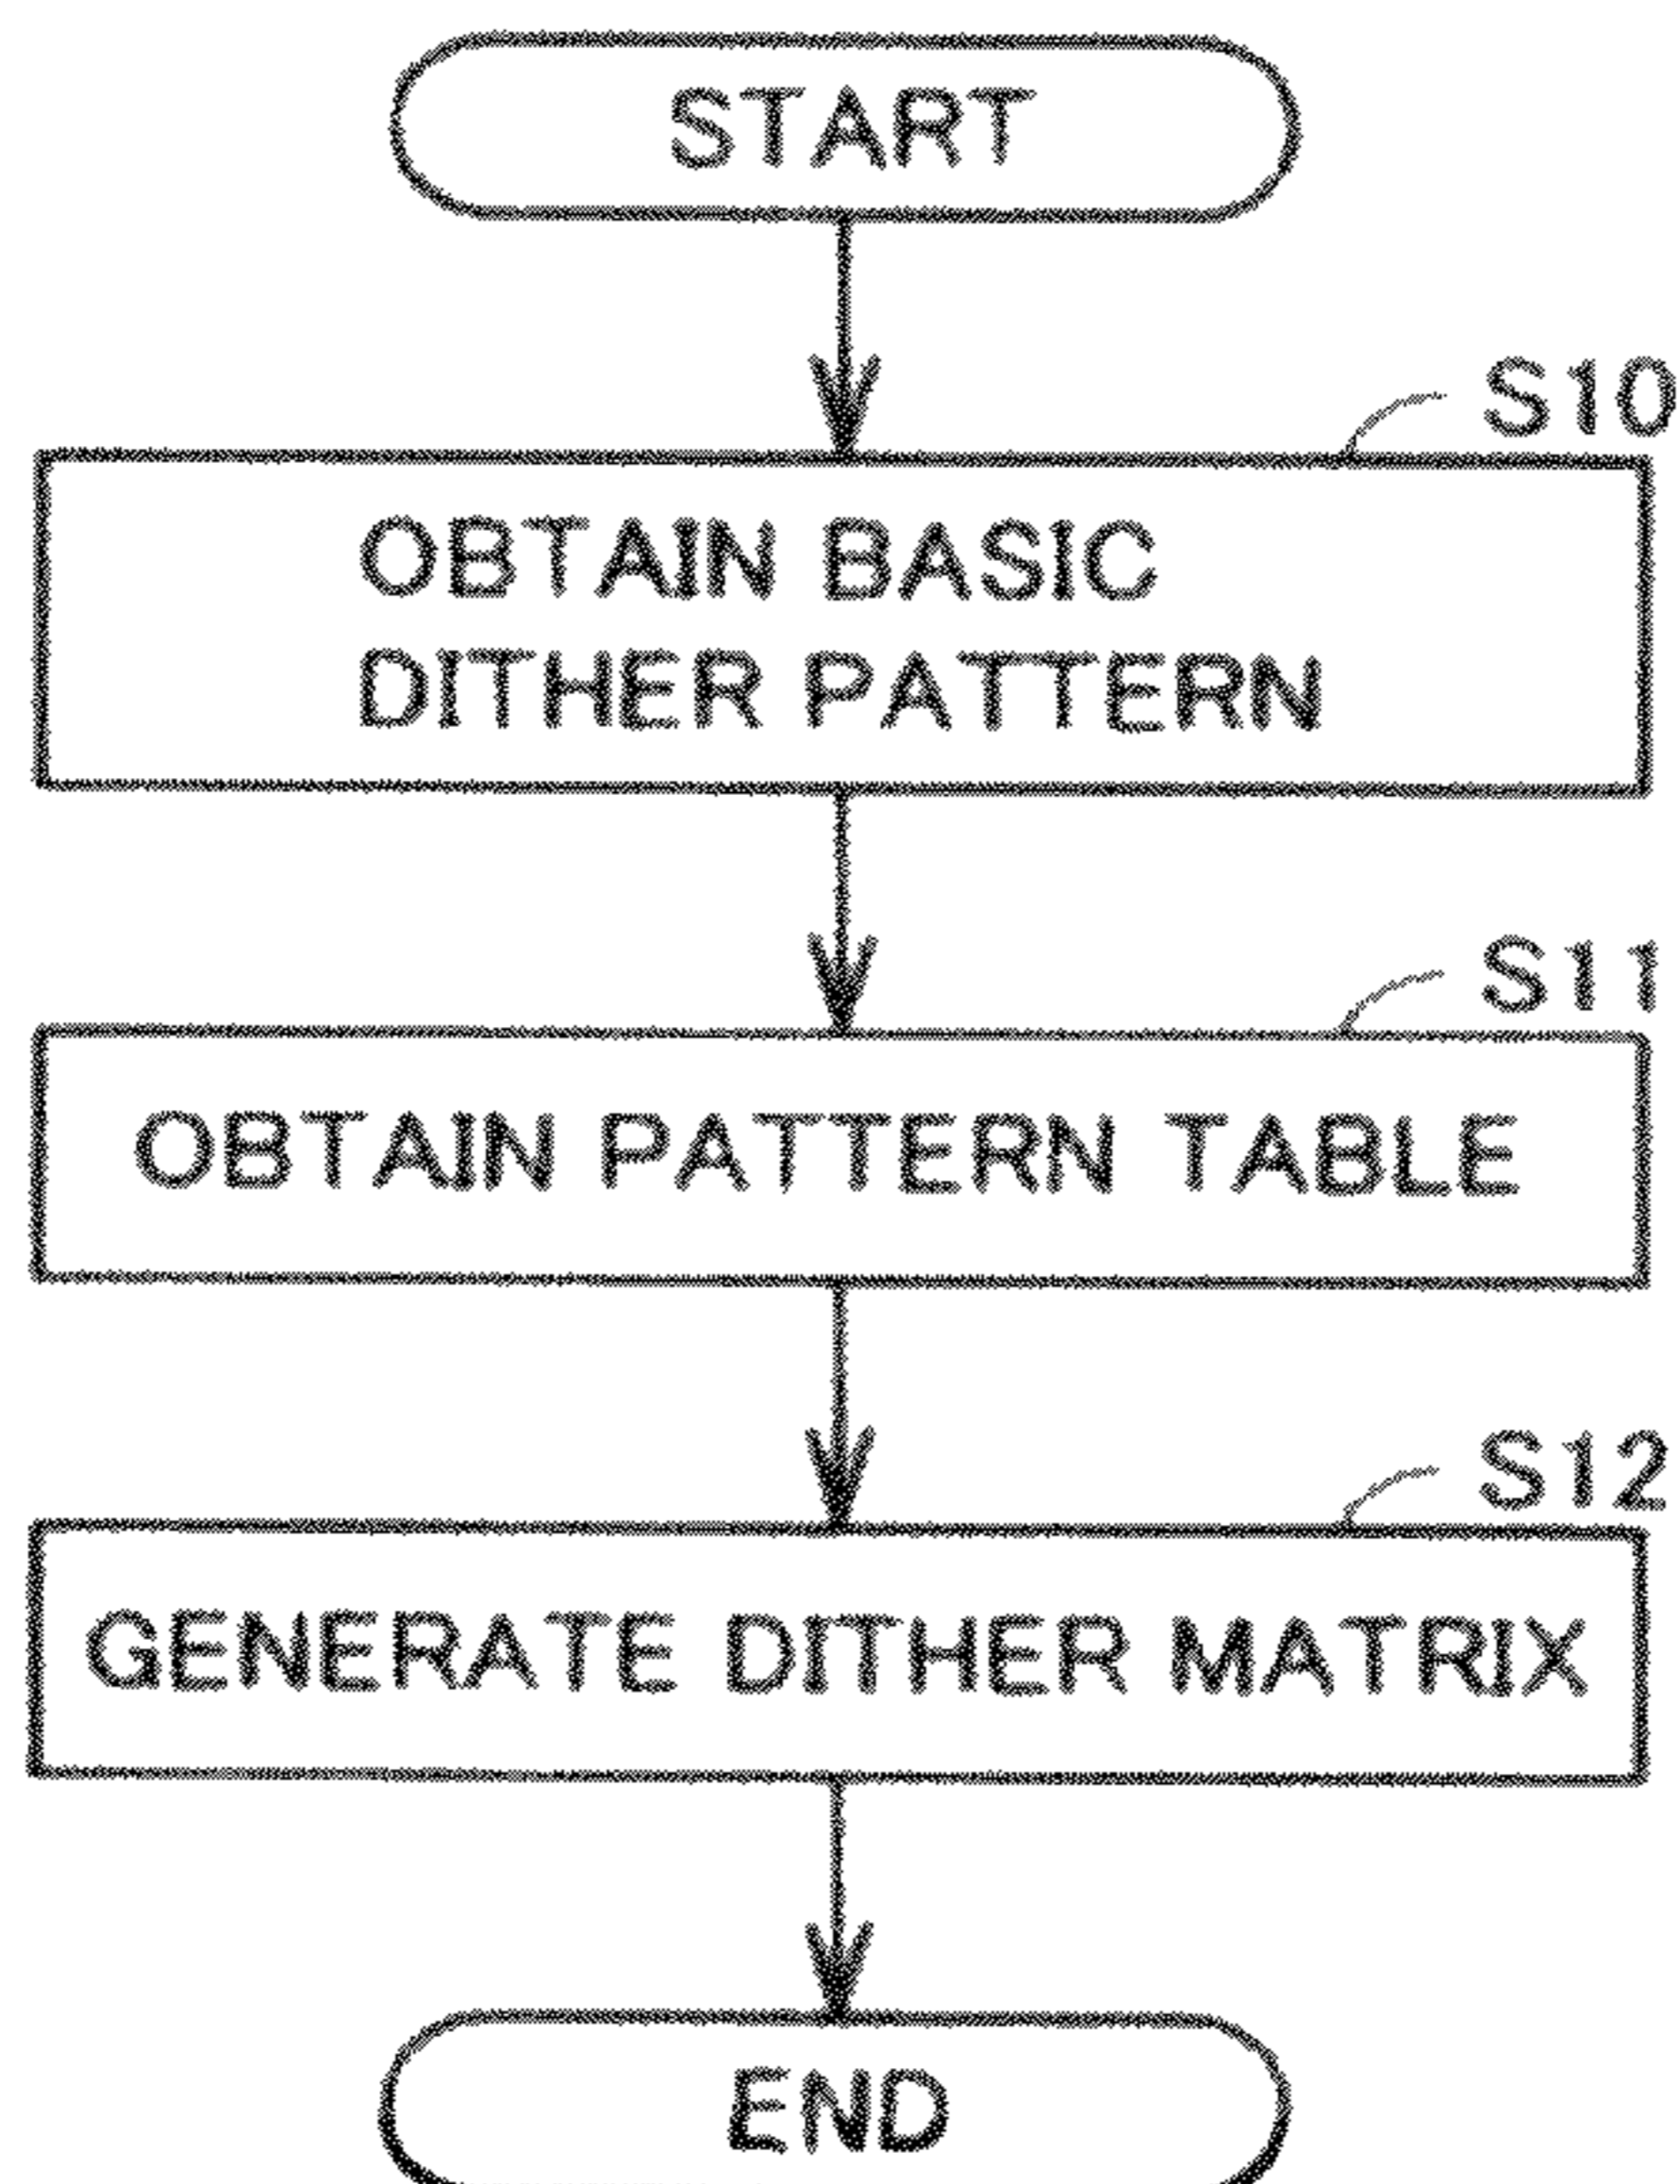 START
S10
OBTAIN BASIC
DITHER PATTERN
S11
OBTAIN PATTERN TABLE
S12
GENERATE DITHER MATRIX
END